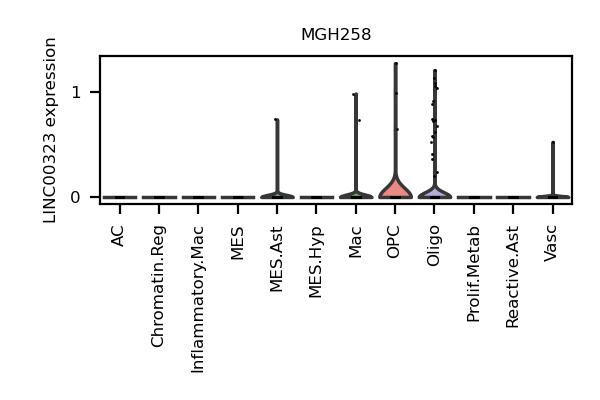 MGH258
LINC00323 expression
1
0
AC
Chromatin.Reg
Inflammatory.Mac
MES
MES.Ast
MES.Hyp
Mac
OPC
Oligo
Prolif.Metab
Reactive.Ast
Vasc